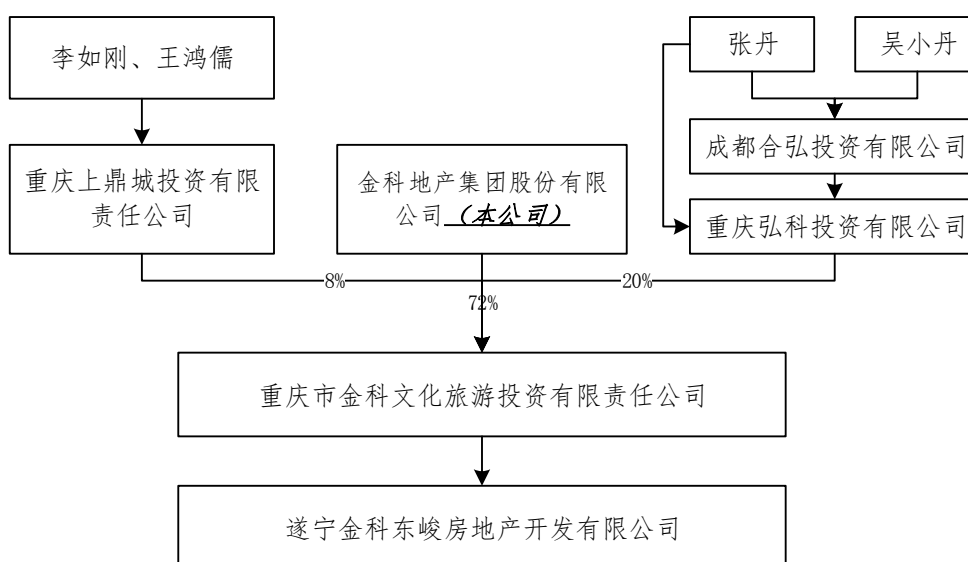 李如刚、王鸿儒
张丹
吴小丹
重庆上鼎城投资有限
责任公司
金科地产集团股份有限
公司（本公司）
成都合弘投资有限公司
重庆弘科投资有限公司
8%
20%
72%
重庆市金科文化旅游投资有限责任公司
遂宁金科东峻房地产开发有限公司